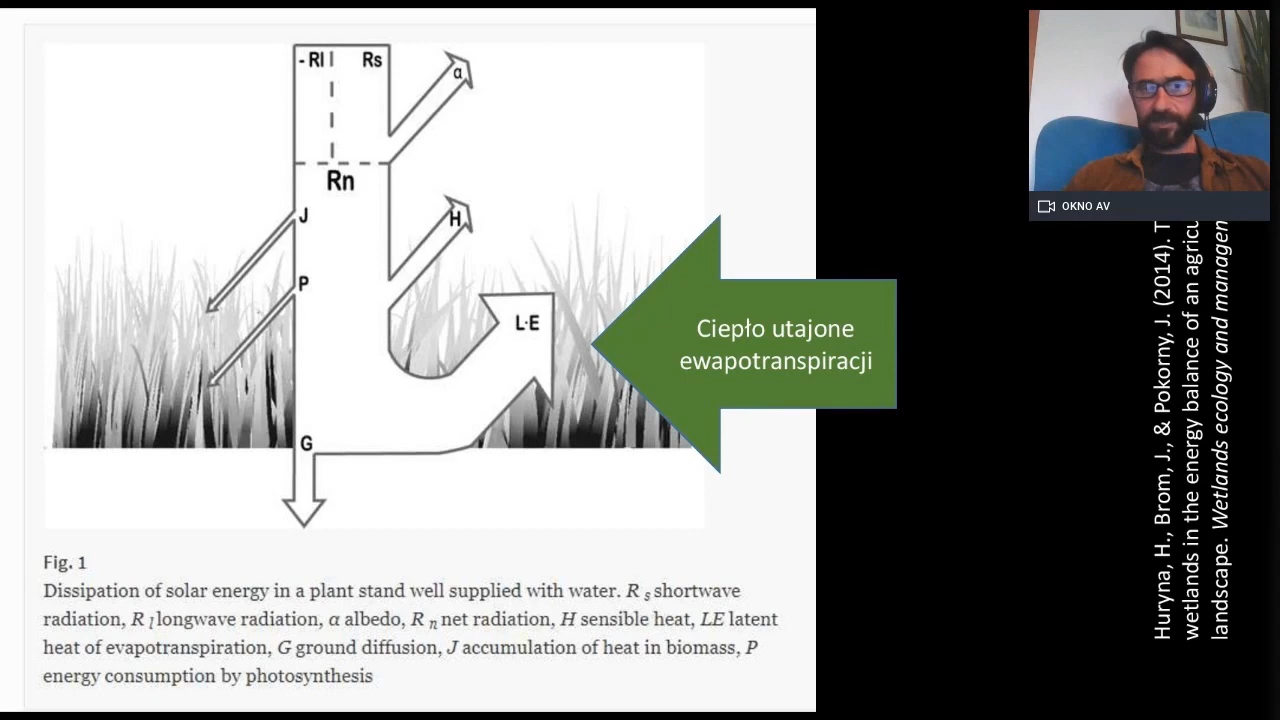 - Rl
Rs
α
Rn
J
H
P
L·E
G
Ciepło utajone
ewapotranspiracji
Fig. 1
Dissipation of solar energy in a plant stand well supplied with water. R s shortwave
radiation, R l longwave radiation, α albedo, R n net radiation, H sensible heat, LE latent
heat of evapotranspiration, G ground diffusion, J accumulation of heat in biomass, P
energy consumption by photosynthesis
OKNO AV
Huryna, H., Brom, J., & Pokorny, J. (2014). T
wetlands in the energy balance of an agricu
landscape. Wetlands ecology and managen